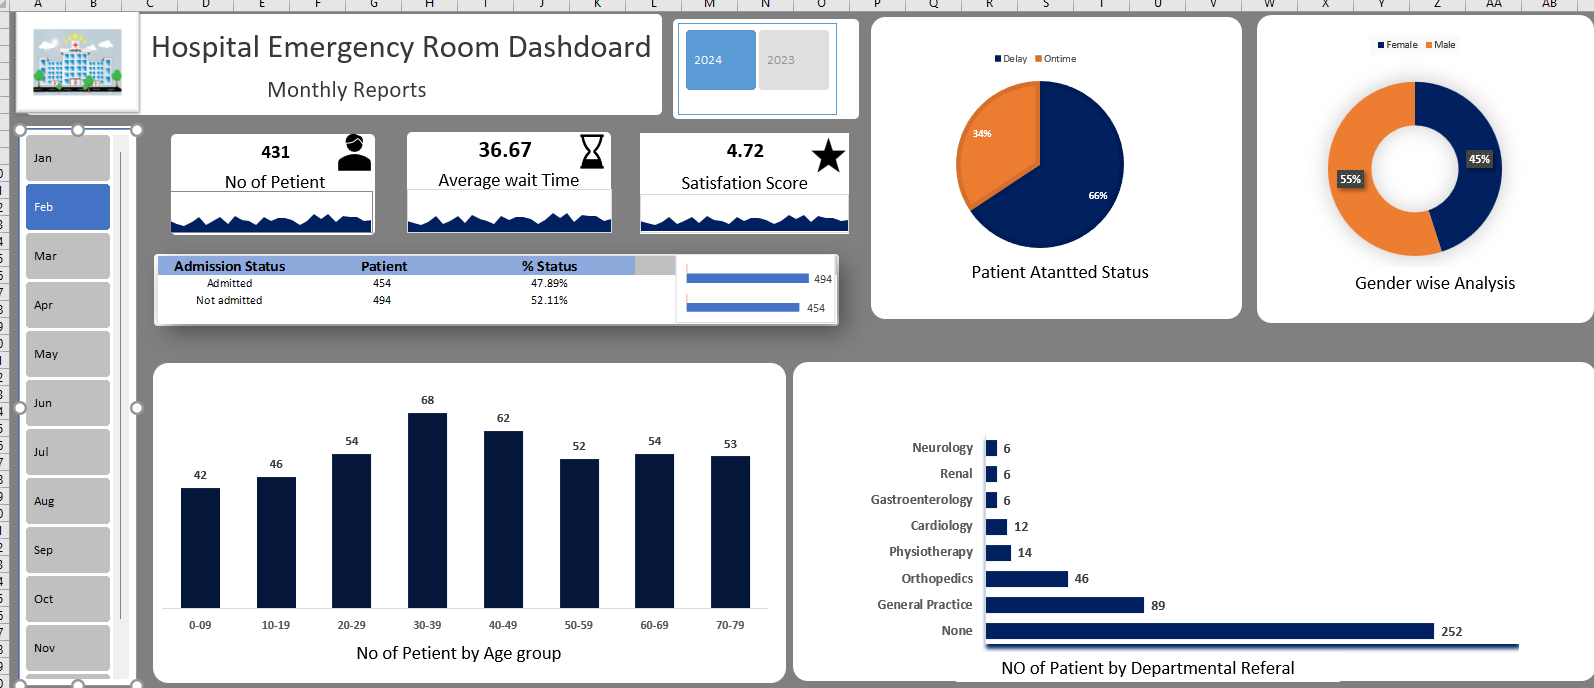 A B C D E F G H I J K L M N O P Q R S T U V W X Y Z AA AB
Hospital Emergency Room Dashdoard
Monthly Reports
2024
2023
Jan
Feb
Mar
Apr
May
Jun
Jul
Aug
Sep
Oct
Nov
431
No of Petient
36.67
Average wait Time
4.72
Satisfation Score
Admission Status Patient % Status
Admitted 454 47.89%
Not admitted 494 52.11%
494
454
Delay Ontime
34%
66%
Patient Atantted Status
Female Male
45%
55%
Gender wise Analysis
42 46 54 68 62 52 54 53
0-09 10-19 20-29 30-39 40-49 50-59 60-69 70-79
No of Petient by Age group
Neurology 6
Renal 6
Gastroenterology 6
Cardiology 12
Physiotherapy 14
Orthopedics 46
General Practice 89
None 252
NO of Patient by Departmental Referal